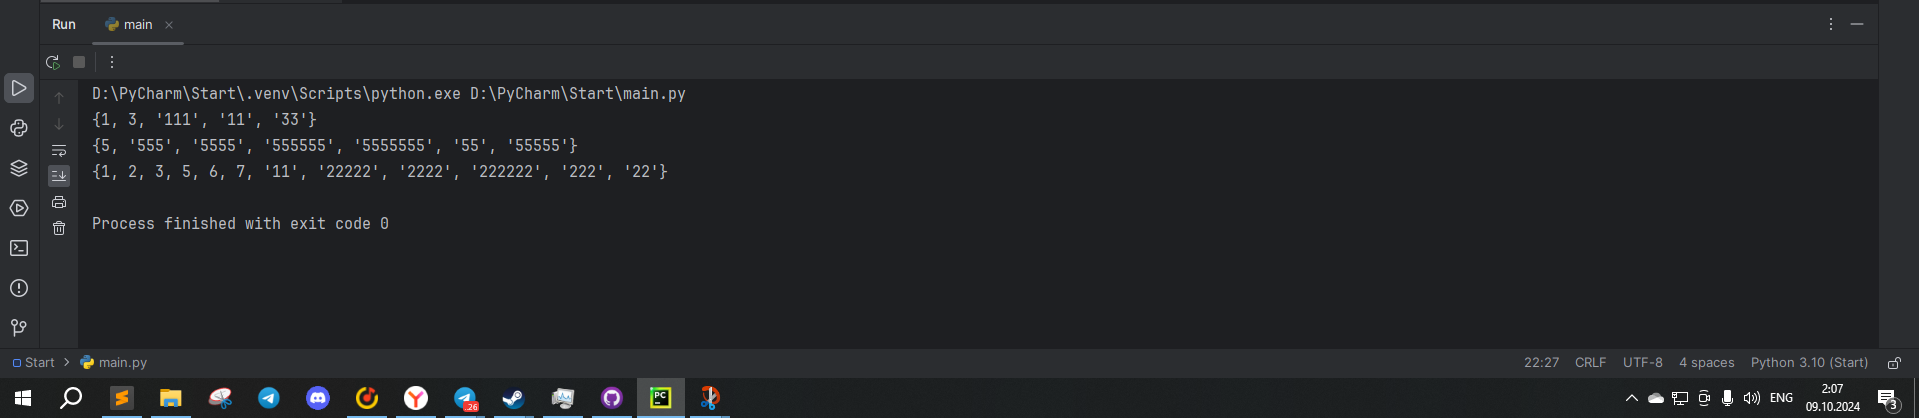 Run main
D:\PyCharm\Start\.venv\Scripts\python.exe D:\PyCharm\Start\main.py
{1, 3, '111', '11', '33'}
{5, '555', '5555', '555555', '5555555', '55', '55555'}
{1, 2, 3, 5, 6, 7, '11', '22222', '2222', '222222', '222', '22'}
Process finished with exit code 0
Start > main.py 22:27 CRLF UTF-8 4 spaces Python 3.10 (Start)
26 PC ENG 2:07
09.10.2024 3